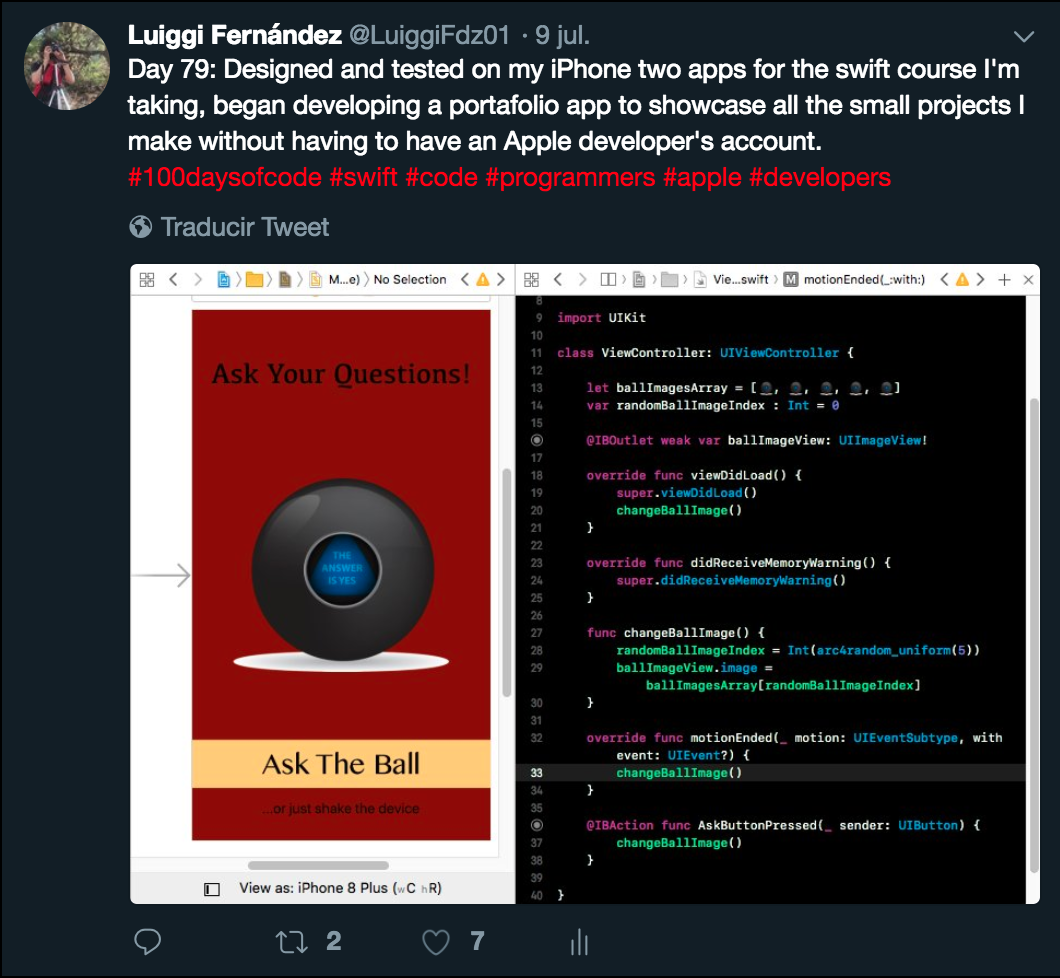 Luiggi Fernández @LuiggiFdz01 · 9 jul.
Day 79: Designed and tested on my iPhone two apps for the swift course I'm
taking, began developing a portafolio app to showcase all the small projects I
make without having to have an Apple developer's account.
#100daysofcode #swift #code #programmers #apple #developers
Traducir Tweet
M...e) No Selection
Ask Your Questions!
THE
ANSWER
IS YES
Ask The Ball
...or just shake the device
View as: iPhone 8 Plus (wC hR)
Vie...swift M motionEnded(_:with:)
8
9 import UIKit
10
11 class ViewController: UIViewController {
12
13 let ballImagesArray = [ , , , , ]
14 var randomBallImageIndex : Int = 0
15
@IBOutlet weak var ballImageView: UIImageView!
17
18 override func viewDidLoad() {
19 super.viewDidLoad()
20 changeBallImage()
21 }
22
23 override func didReceiveMemoryWarning() {
24 super.didReceiveMemoryWarning()
25 }
26
27 func changeBallImage() {
28 randomBallImageIndex = Int(arc4random_uniform(5))
29 ballImageView.image =
ballImagesArray[randomBallImageIndex]
30 }
31
32 override func motionEnded(_ motion: UIEventSubtype, with
event: UIEvent?) {
33 changeBallImage()
34 }
35
@IBAction func AskButtonPressed(_ sender: UIButton) {
37 changeBallImage()
38 }
39
40 }
2 7